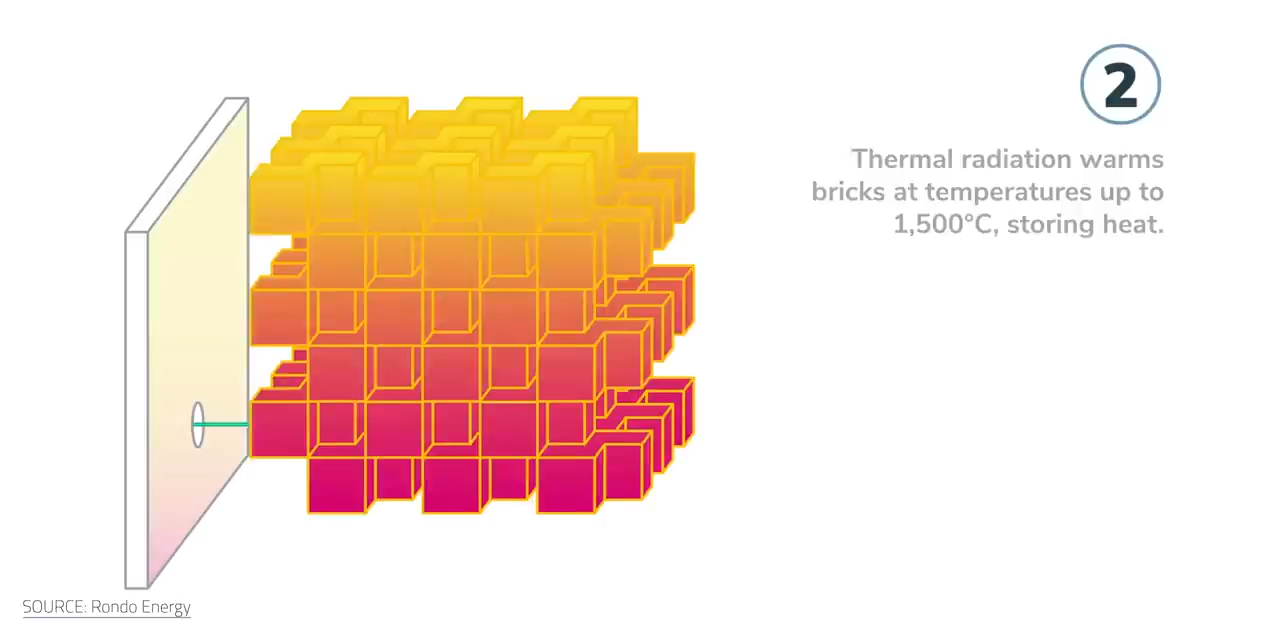 2
Thermal radiation warms
bricks at temperatures up to
1,500°C, storing heat.
SOURCE: Rondo Energy